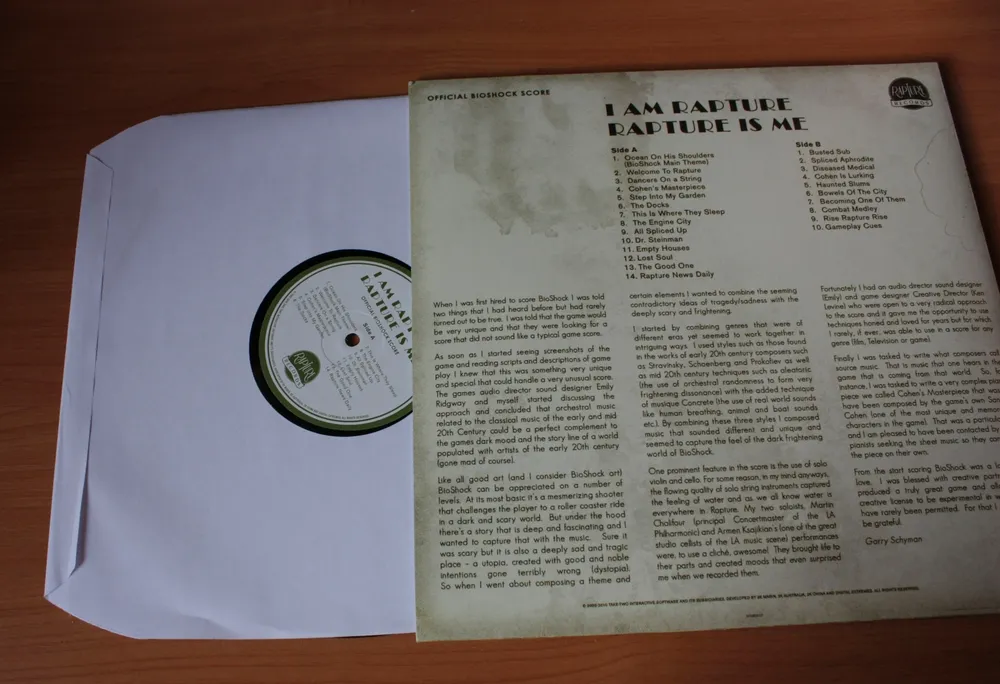 OFFICIAL BIOSHOCK SCORE
I AM RAPTURE
RAPTURE IS ME
RAPTURE
RECORDS
Side A
1. Ocean On His Shoulders
(BioShock Main Theme)
2. Welcome To Rapture
3. Dancers On a String
4. Cohen's Masterpiece
5. Step Into My Garden
6. The Docks
7. This Is Where They Sleep
8. The Engine City
9. All Spliced Up
10. Dr. Steinman
11. Empty Houses
12. Lost Soul
13. The Good One
14. Rapture News Daily
Side B
1. Busted Sub
2. Spliced Aphrodite
3. Diseased Medical
4. Cohen Is Lurking
5. Haunted Slums
6. Bowels Of The City
7. Becoming One Of Them
8. Combat Medley
9. Rise Rapture Rise
10. Gameplay Cues
When I was first hired to score BioShock I was told
two things that I had heard before but had rarely
turned out to be true. I was told that the game would
be very unique and that they were looking for a
score that did not sound like a typical game score.
As soon as I started seeing screenshots of the
game and reading scripts and descriptions of game
play I knew that this was something very unique
and special that could handle a very unusual score.
The games audio director sound designer Emily
Ridgway and myself started discussing the
approach and concluded that orchestral music
related to the classical music of the early and mid
20th Century could be a perfect complement to
the games dark mood and the story line of a world
populated with artists of the early 20th century
(gone mad of course).
Like all good art (and I consider BioShock art)
BioShock can be appreciated on a number of
levels. At its most basic it's a mesmerizing shooter
that challenges the player to a roller coaster ride
in a dark and scary world. But under the hood
there's a story that is deep and fascinating and I
wanted to capture that with the music. Sure it
was scary but it is also a deeply sad and tragic
place – a utopia, created with good and noble
intentions gone terribly wrong (dystopia).
So when I went about composing a theme and
certain elements I wanted to combine the seeming
contradictory ideas of tragedy/sadness with the
deeply scary and frightening.
I started by combining genres that were of
different eras yet seemed to work together in
intriguing ways. I used styles such as those found
in the works of early 20th century composers such
as Stravinsky, Schoenberg and Prokofiev as well
as mid 20th century techniques such as aleatoric
(the use of orchestral randomness to form very
frightening dissonance) with the added technique
of musique Concrete (the use of real world sounds
like human breathing, animal and boat sounds
etc.). By combining these three styles I composed
music that sounded different and unique and
seemed to capture the feel of the dark frightening
world of BioShock.
One prominent feature in the score is the use of solo
violin and cello. For some reason, in my mind anyways,
the flowing quality of solo string instruments captured
the feeling of water and as we all know water is
everywhere in Rapture. My two soloists, Martin
Chalifour (principal Concertmaster of the LA
Philharmonic) and Armen Ksajikian's (one of the great
studio cellists of the LA music scene) performances
were, to use a cliché, awesome! They brought life to
their parts and created moods that even surprised
me when we recorded them.
Fortunately I had an audio director sound designer
(Emily) and game designer Creative Director (Ken
Levine) who were open to a very radical approach
to the score and it gave me the opportunity to use
techniques honed and loved for years but for which
I rarely, if ever, was able to use in a score for any
genre (film, Television or game).
Finally I was tasked to write what composers call
source music. That is music that one hears in the
game that is coming from that world. So, for
instance, I was tasked to write a very complex piano
piece we called Cohen's Masterpiece that was
have been composed by the game's own San
Cohen (one of the most unique and memo
characters in the game). That was a particu
and I am pleased to have been contacted b
pianists seeking the sheet music so they ca
the piece on their own.
From the start scoring BioShock was a la
love. I was blessed with creative partn
produced a truly great game and all
creative license to be experimental in w
have rarely been permitted. For that I
be grateful.
Garry Schyman
I AM RAP
RAPTURE IS M
OFFICIAL BIOSHOCK SCORE
Side A
RAPTURE
RECORDS